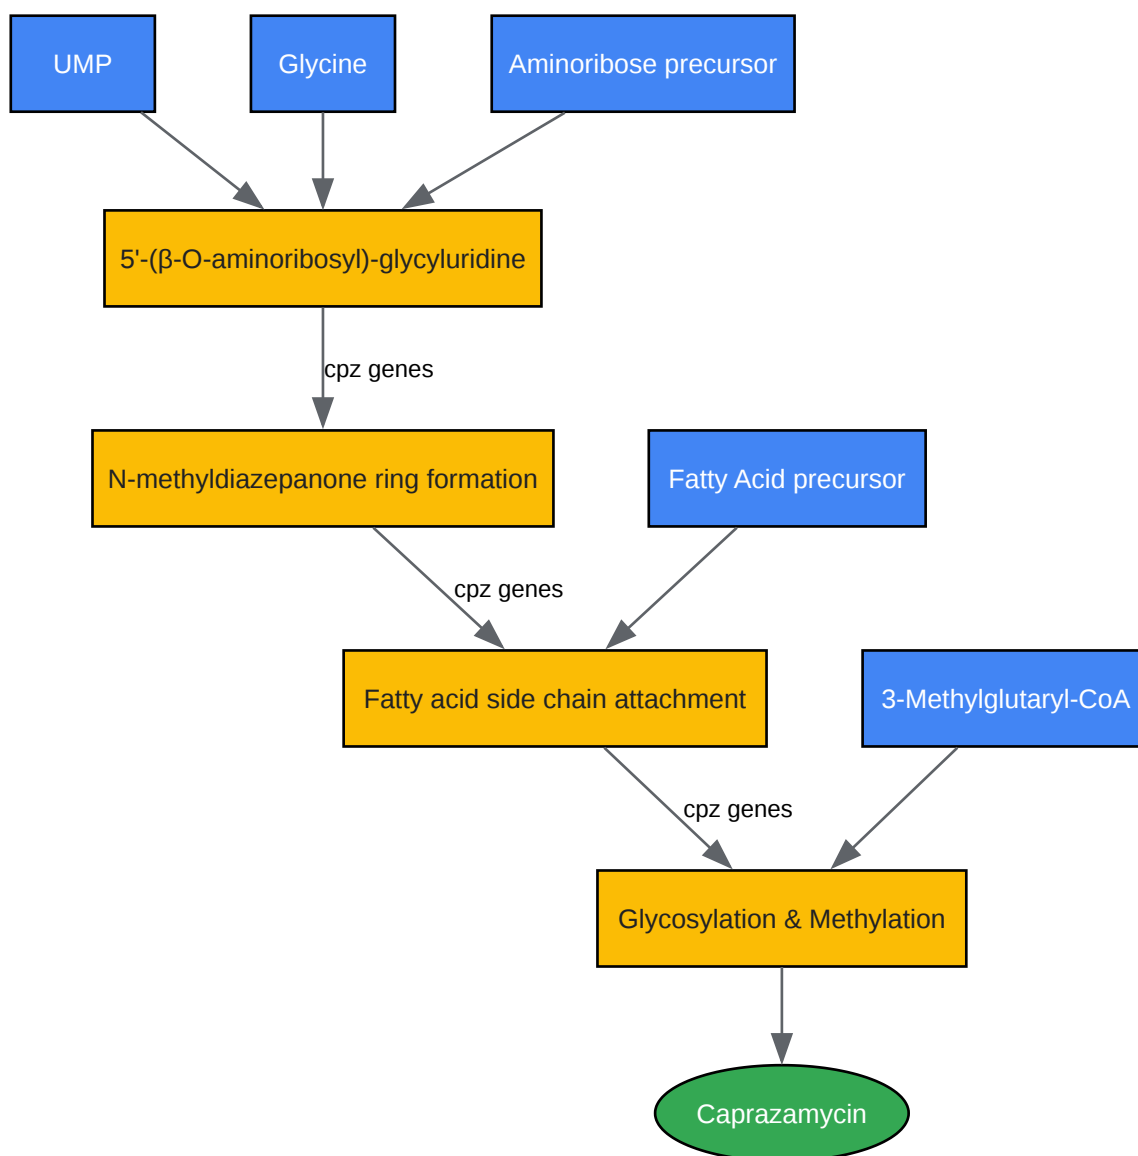 UMP
Glycine
Aminoribose precursor
5'-(β-O-aminoribosyl)-glycyluridine
cpz genes
N-methyldiazepanone ring formation
Fatty Acid precursor
cpz genes
Fatty acid side chain attachment
3-Methylglutaryl-CoA
cpz genes
Glycosylation & Methylation
Caprazamycin